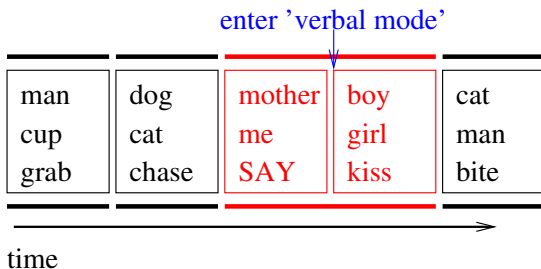 enter 'verbal mode'
man
cup
grab
dog
cat
chase
mother
me
SAY
boy
girl
kiss
cat
man
bite
time